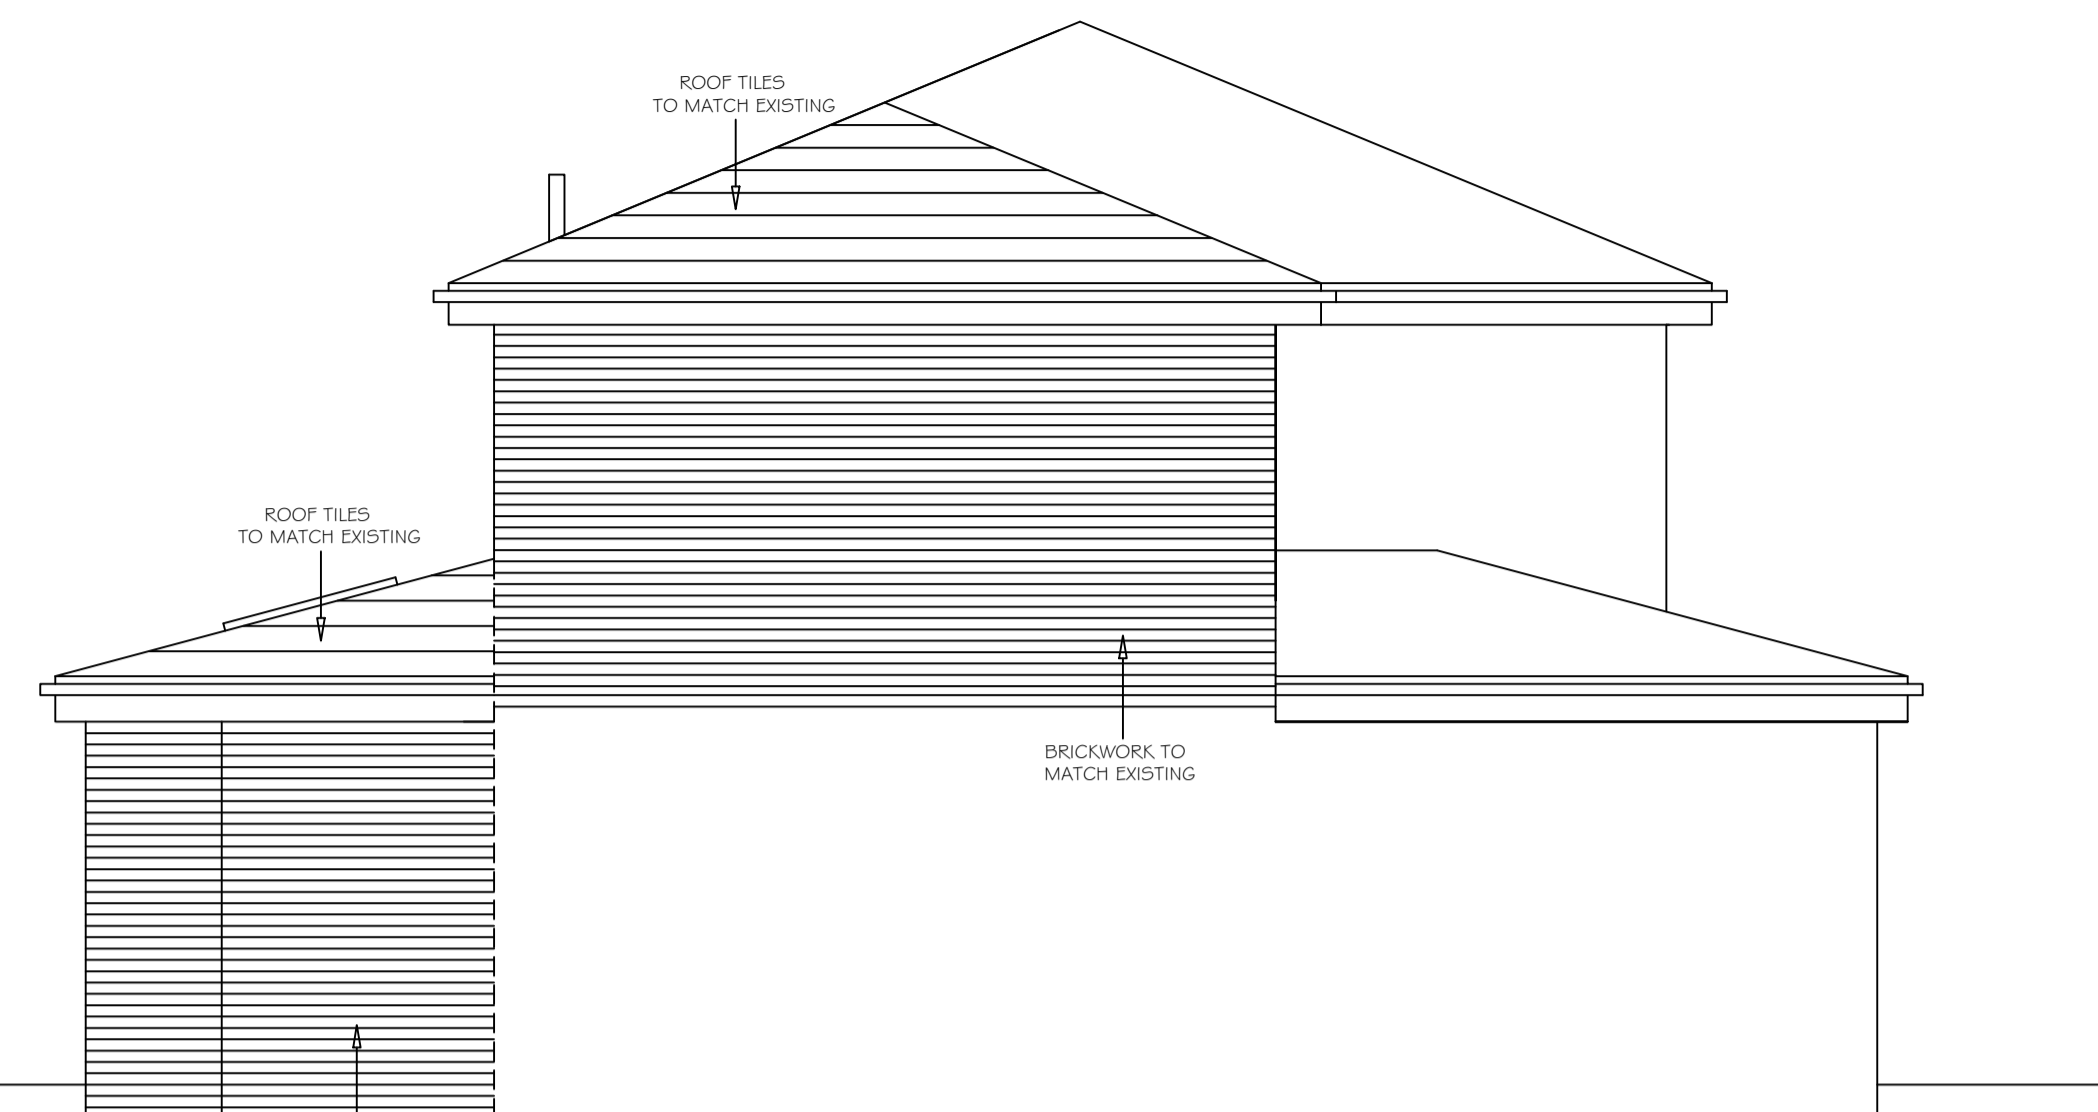 ROOF TILES
TO MATCH EXISTING
ROOF TILES
TO MATCH EXISTING
BRICKWORK TO
MATCH EXISTING